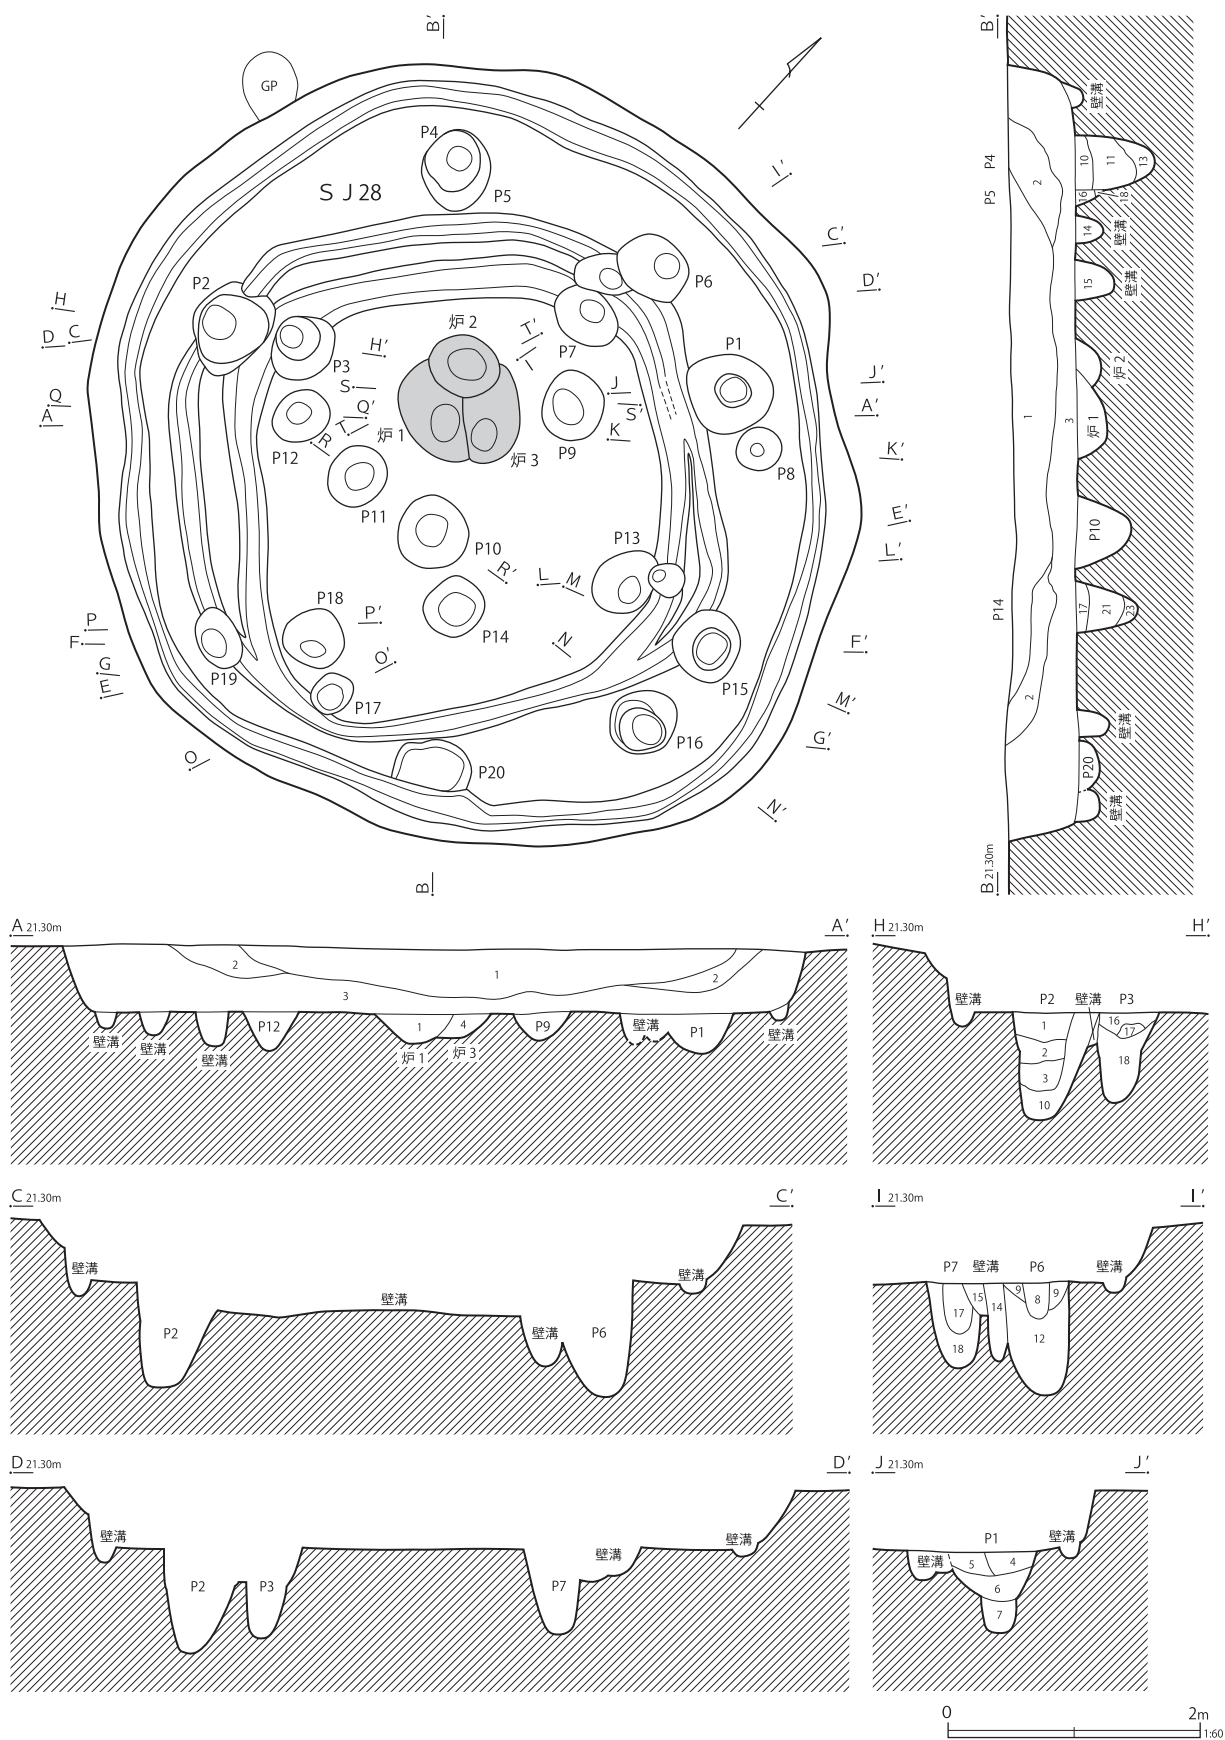 B′
GP
P4
S J 28
P5
I′
C′
P2
P6
D′
H
D
C
炉 2
T′
I
H′
P3
P7
P1
S
J′
J
Q
Q′
S′
A′
A
T
炉 1
R
K
K′
P12
炉 3
P9
P8
P11
E′
P10
P13
L′
R′
L
M
P18
P′
P14
P
F
N
F′
G
O′
E
P19
P15
P17
M′
P16
G′
O
P20
N′
B
B′
壁溝
P4
10
11
13
2
P5
16
18
14
壁溝
15
壁溝
炉 2
1
3
炉 1
P10
P14
17
21
23
2
壁溝
P20
壁溝
B 21.30m
A 21.30m
A′
2
1
2
3
壁溝
壁溝
壁溝
P12
1
4
炉 1
炉 3
P9
壁溝
P1
壁溝
H 21.30m
H′
壁溝
P2
壁溝
P3
1
16
17
2
18
3
10
C 21.30m
C′
壁溝
壁溝
壁溝
P2
壁溝
P6
I 21.30m
I′
P7
壁溝
P6
壁溝
15
9
9
14
8
17
12
18
D 21.30m
D′
壁溝
壁溝
壁溝
P2
P3
P7
J 21.30m
J′
P1
壁溝
壁溝
5
4
6
7
0
2m
1:60